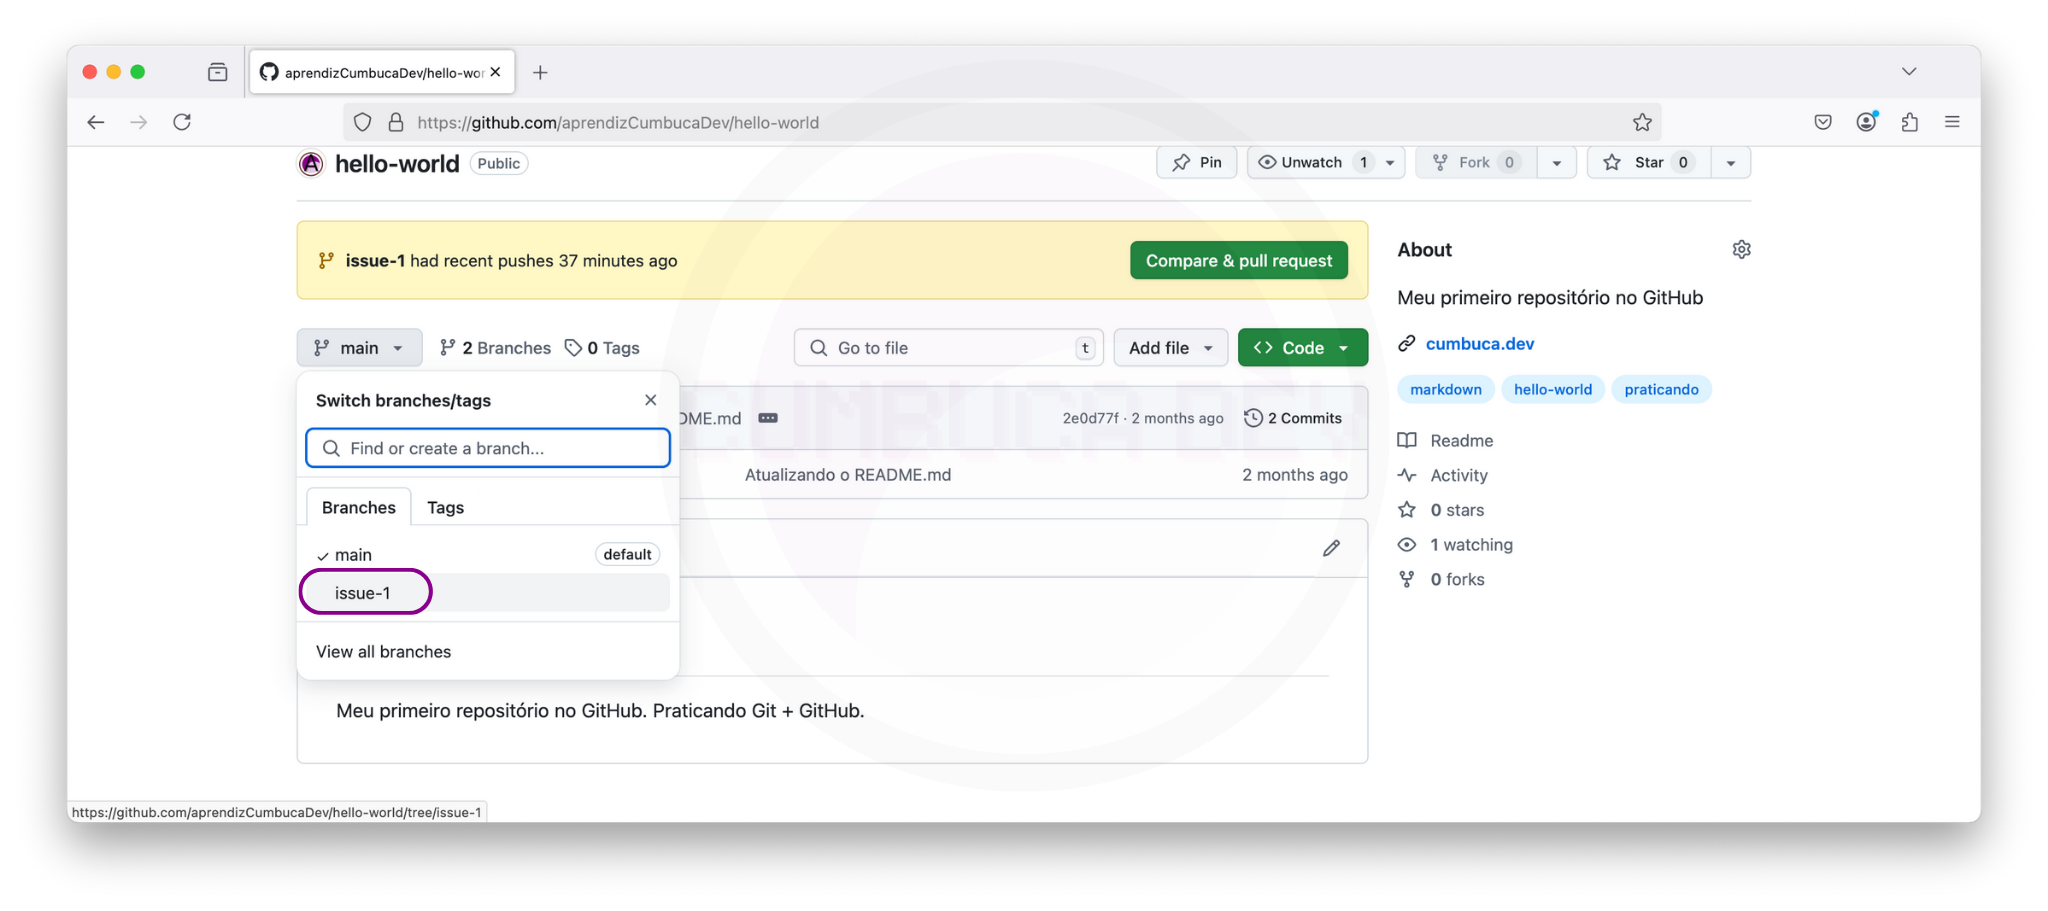 aprendizCumbucaDev/hello-wor
https://github.com/aprendizCumbucaDev/hello-world
hello-world Public
Pin
Unwatch 1
Fork 0
Star 0
issue-1 had recent pushes 37 minutes ago
Compare & pull request
main
2 Branches
0 Tags
Go to file
t
Add file
Code
Switch branches/tags
Find or create a branch...
Branches
Tags
main
default
issue-1
View all branches
DME.md
2e0d77f · 2 months ago
2 Commits
Atualizando o README.md
2 months ago
Meu primeiro repositório no GitHub. Praticando Git + GitHub.
About
Meu primeiro repositório no GitHub
cumbuca.dev
markdown
hello-world
praticando
Readme
Activity
0 stars
1 watching
0 forks
CUMBUCA DEV
https://github.com/aprendizCumbucaDev/hello-world/tree/issue-1